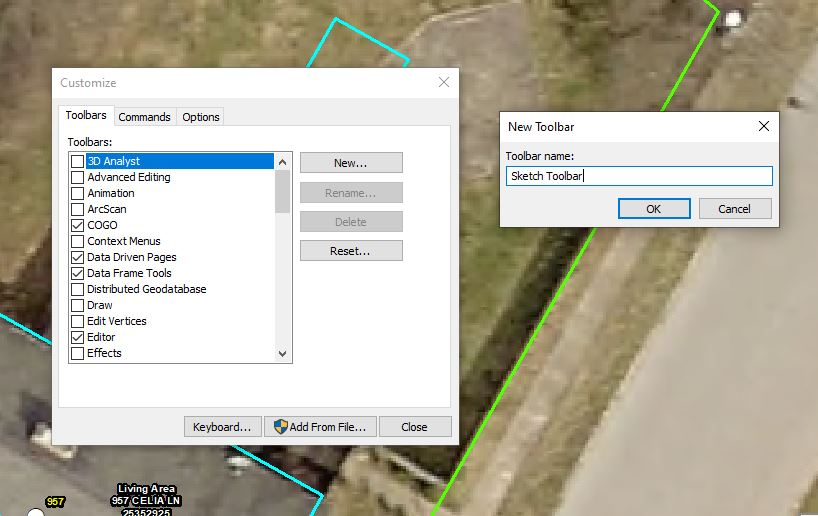 Customize
Toolbars
Commands
Options
Toolbars:
3D Analyst
Advanced Editing
Animation
ArcScan
COGO
Context Menus
Data Driven Pages
Data Frame Tools
Distributed Geodatabase
Draw
Edit Vertices
Editor
Effects
New...
Rename...
Delete
Reset...
Keyboard...
Add From File...
Close
New Toolbar
Toolbar name:
Sketch Toolbar
OK
Cancel
957
Living Area
957 CELIA LN
25352925